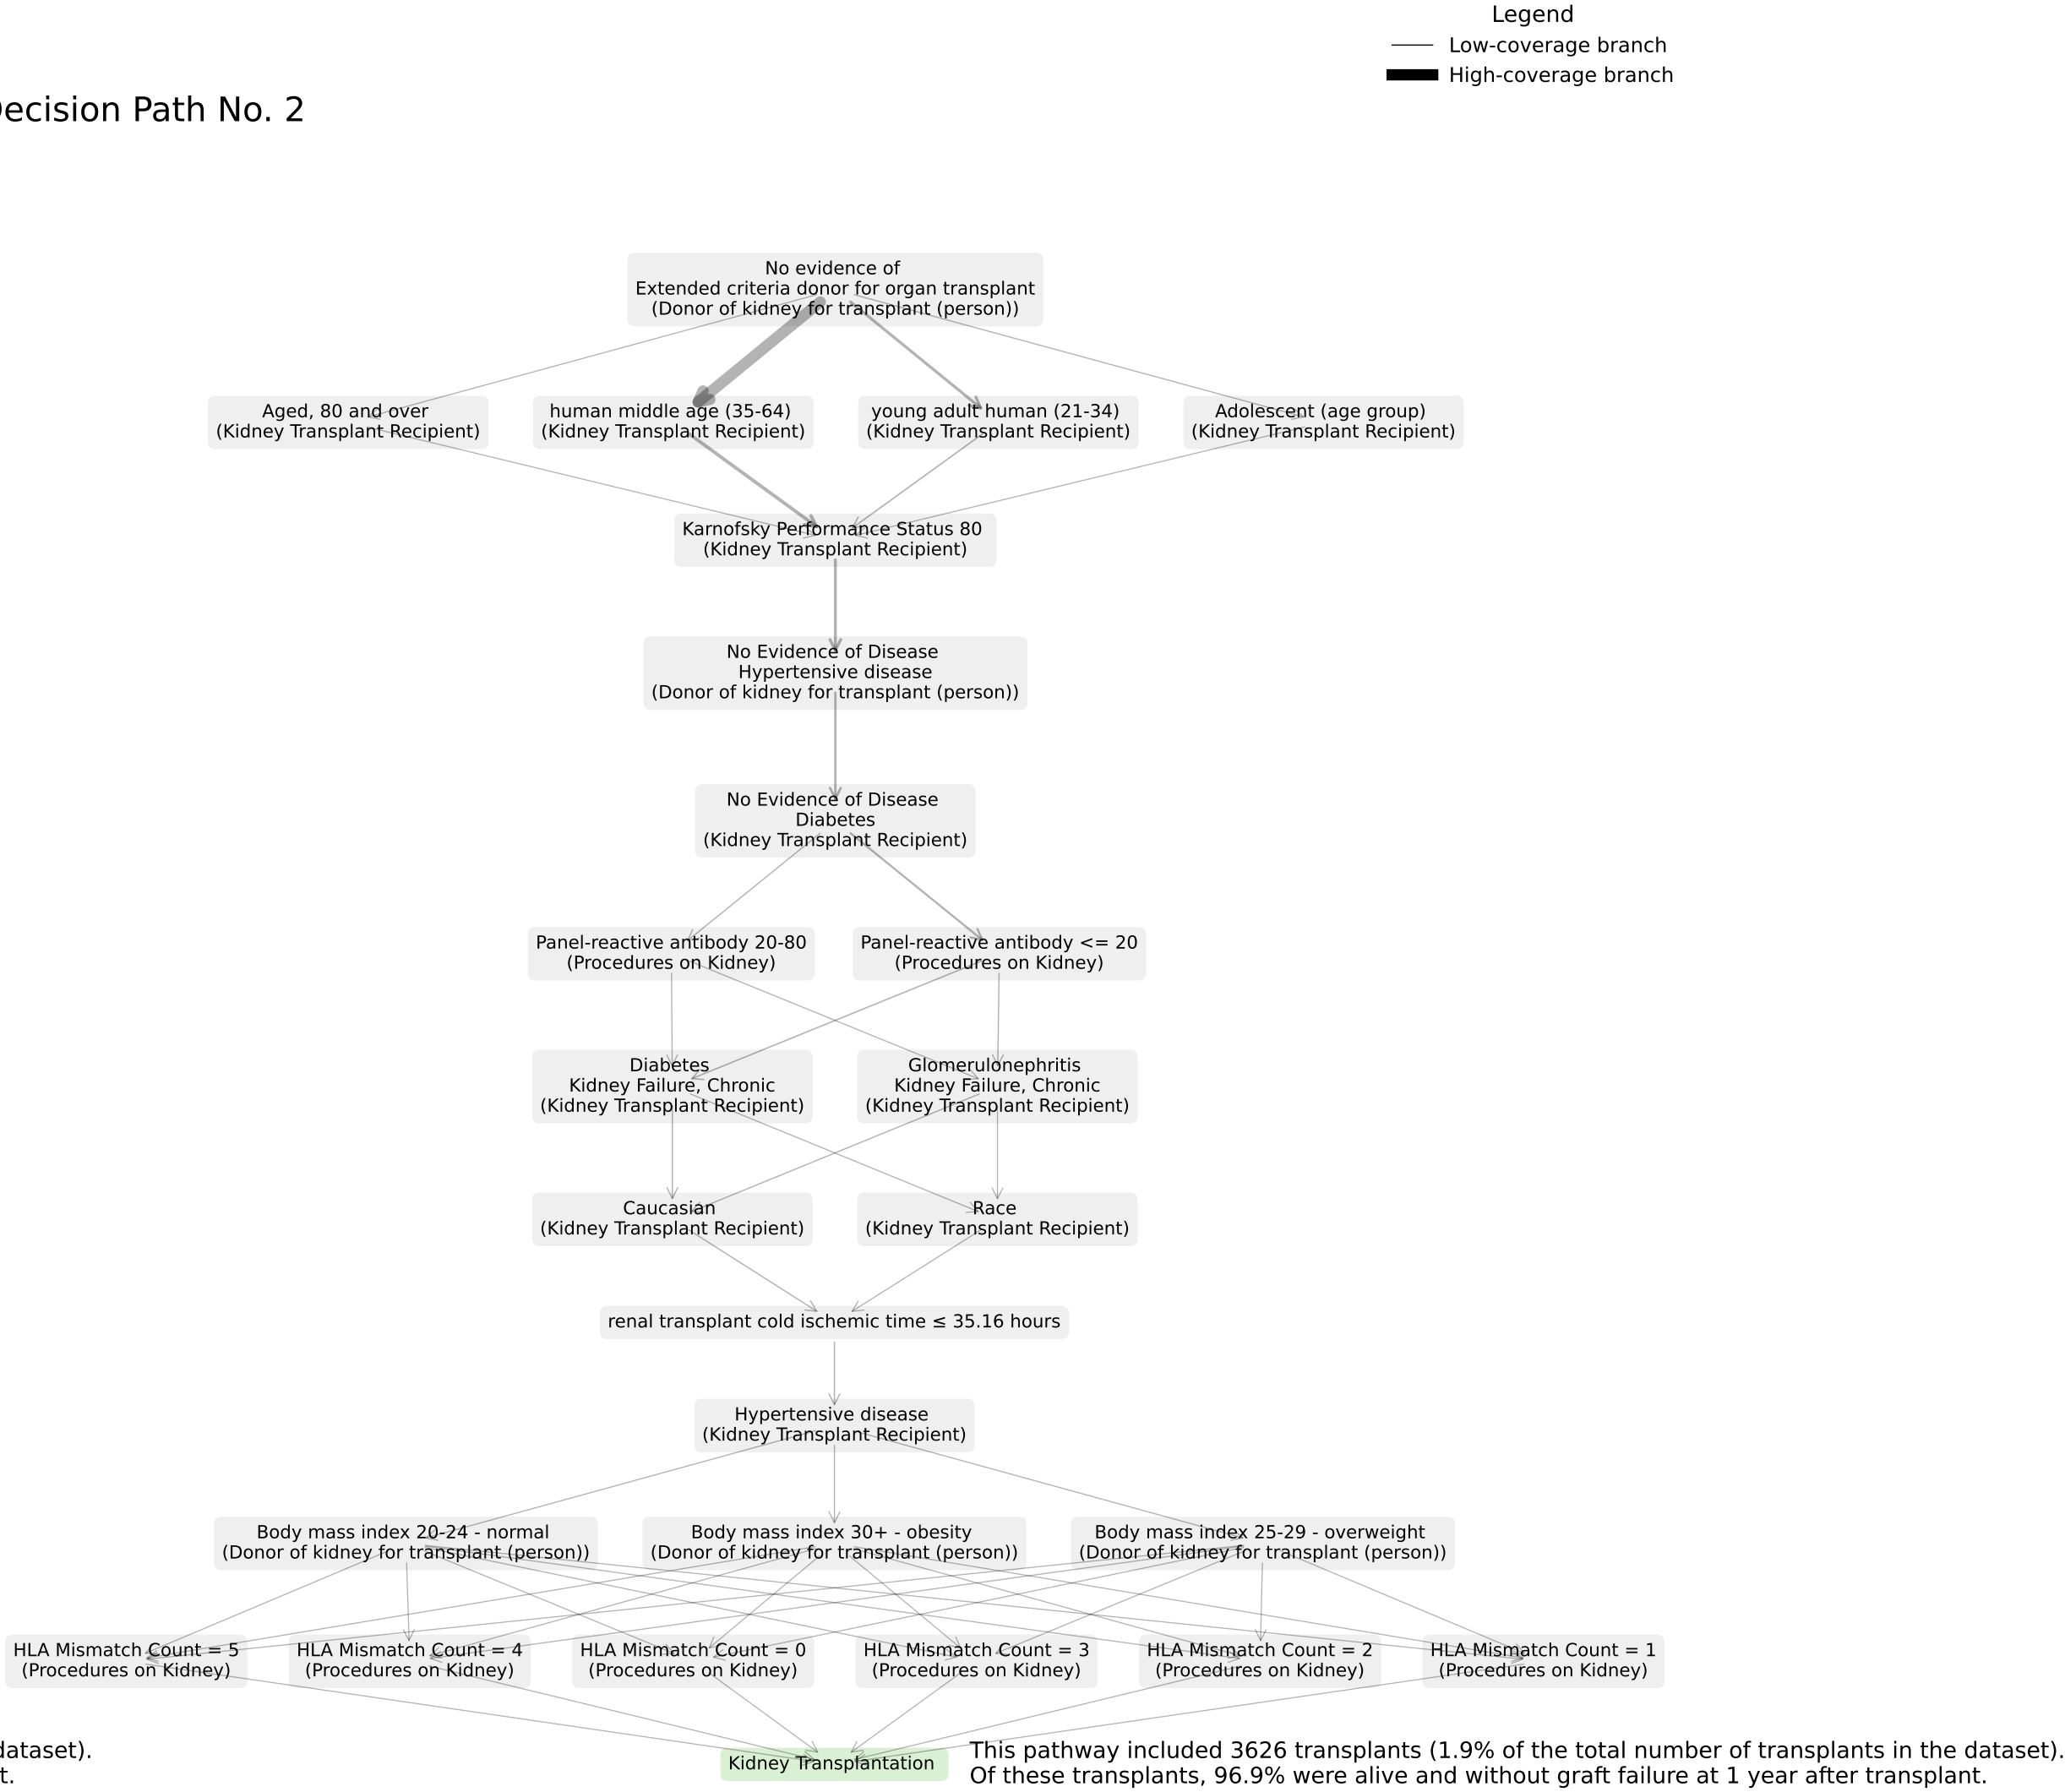 Legend
Low-coverage branch
High-coverage branch
ecision Path No. 2
No evidence of
Extended criteria donor for organ transplant
(Donor of kidney for transplant (person))
Aged, 80 and over
(Kidney Transplant Recipient)
human middle age (35-64)
(Kidney Transplant Recipient)
young adult human (21-34)
(Kidney Transplant Recipient)
Adolescent (age group)
(Kidney Transplant Recipient)
Karnofsky Performance Status 80
(Kidney Transplant Recipient)
No Evidence of Disease
Hypertensive disease
(Donor of kidney for transplant (person))
No Evidence of Disease
Diabetes
(Kidney Transplant Recipient)
Panel-reactive antibody 20-80
(Procedures on Kidney)
Panel-reactive antibody <= 20
(Procedures on Kidney)
Diabetes
Kidney Failure, Chronic
(Kidney Transplant Recipient)
Glomerulonephritis
Kidney Failure, Chronic
(Kidney Transplant Recipient)
Caucasian
(Kidney Transplant Recipient)
Race
(Kidney Transplant Recipient)
renal transplant cold ischemic time ≤ 35.16 hours
Hypertensive disease
(Kidney Transplant Recipient)
Body mass index 20-24 - normal
(Donor of kidney for transplant (person))
Body mass index 30+ - obesity
(Donor of kidney for transplant (person))
Body mass index 25-29 - overweight
(Donor of kidney for transplant (person))
HLA Mismatch Count = 5
(Procedures on Kidney)
HLA Mismatch Count = 4
(Procedures on Kidney)
HLA Mismatch Count = 0
(Procedures on Kidney)
HLA Mismatch Count = 3
(Procedures on Kidney)
HLA Mismatch Count = 2
(Procedures on Kidney)
HLA Mismatch Count = 1
(Procedures on Kidney)
dataset).
t.
Kidney Transplantation
This pathway included 3626 transplants (1.9% of the total number of transplants in the dataset).
Of these transplants, 96.9% were alive and without graft failure at 1 year after transplant.